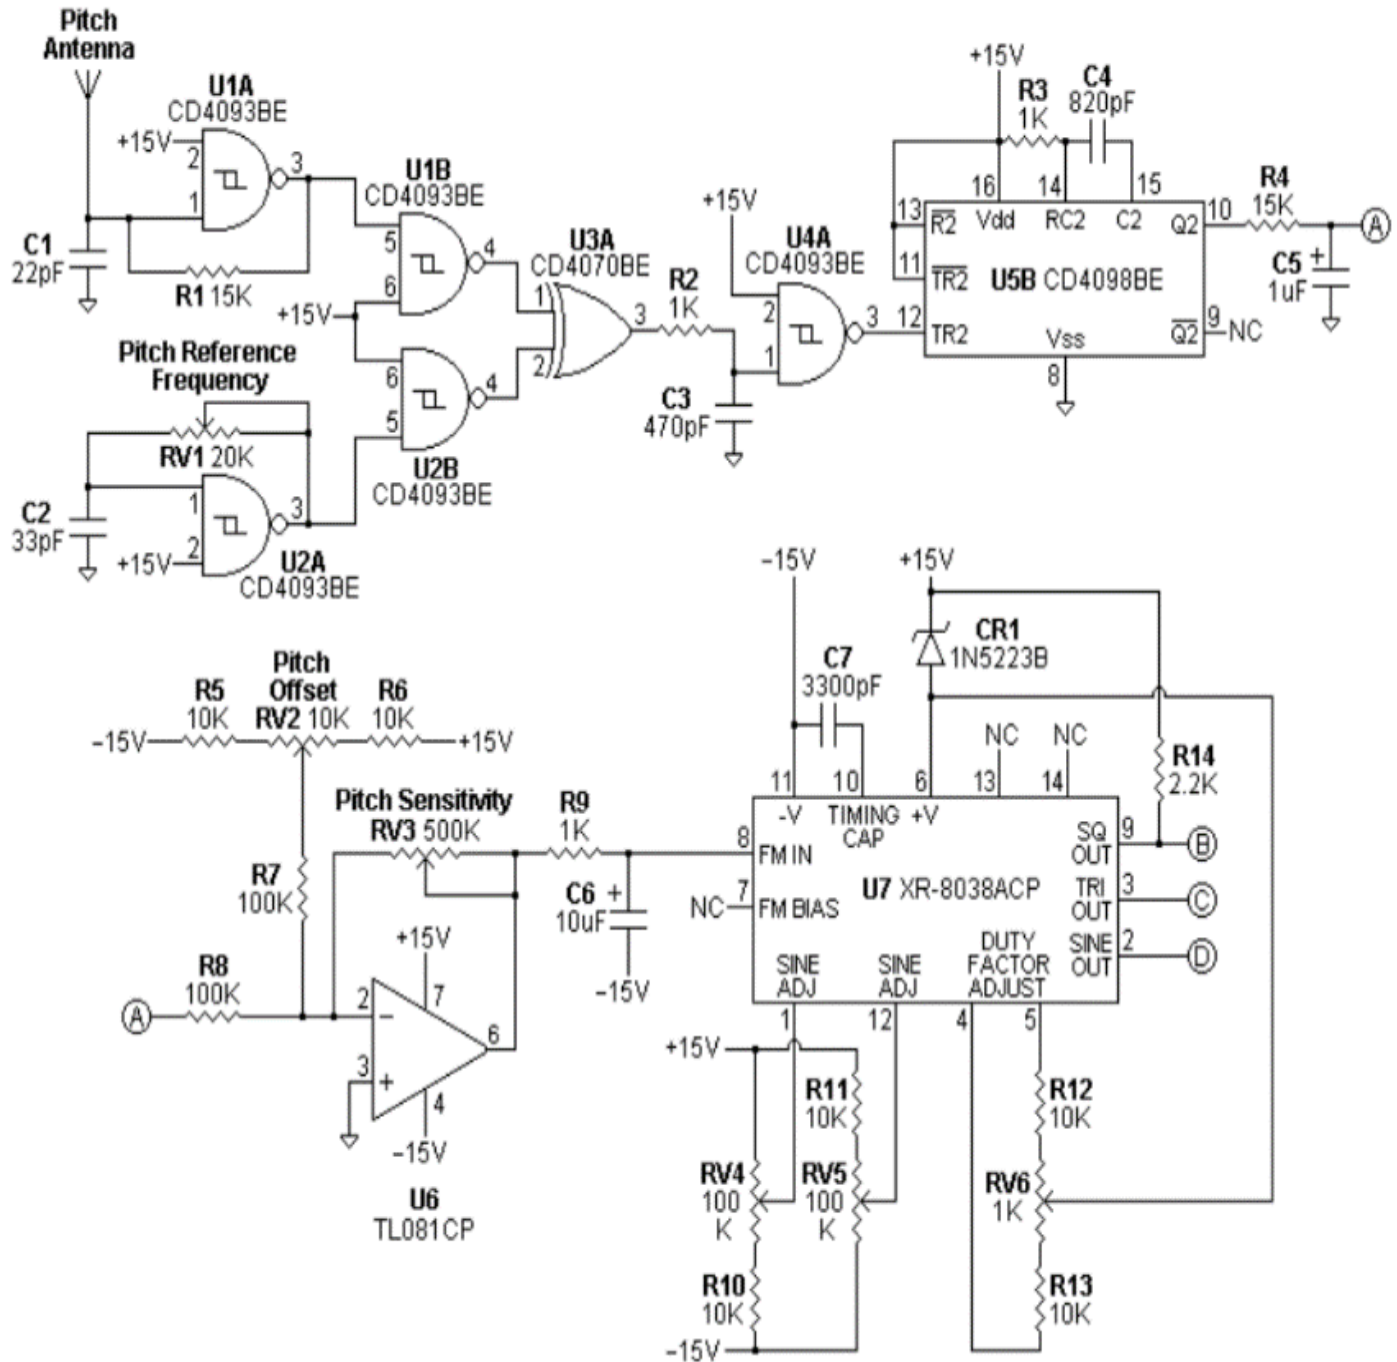 Pitch
Antenna
U1A
CD4093BE
+15V
2
1
3
C1
22pF
R1 15K
U1B
CD4093BE
5
6
4
+15V
Pitch Reference
Frequency
RV1 20K
C2
33pF
1
2
3
+15V
U2A
CD4093BE
6
5
4
U2B
CD4093BE
U3A
CD4070BE
1
2
3
R2
1K
C3
470pF
+15V
U4A
CD4093BE
2
1
3
+15V
R3
1K
C4
820pF
16
14
15
13
R2
Vdd
RC2
C2
Q2
10
11
TR2
U5B CD4098BE
12
TR2
Vss
Q2
9
NC
8
R4
15K
A
C5
+
1uF
R5
10K
Pitch
Offset
RV2 10K
R6
10K
-15V
+15V
R7
100K
Pitch Sensitivity
RV3 500K
R9
1K
C6
+
10uF
-15V
A
R8
100K
+15V
2
-
7
6
3
+
4
-15V
U6
TL081CP
-15V
+15V
CR1
1N5223B
C7
3300pF
NC
NC
R14
2.2K
11
10
6
13
14
-V
TIMING
CAP
+V
8
FM IN
NC
7
FM BIAS
U7 XR-8038ACP
SQ
OUT
9
B
TRI
OUT
3
C
SINE
OUT
2
D
SINE
ADJ
SINE
ADJ
DUTY
FACTOR
ADJUST
1
12
4
5
+15V
R11
10K
R12
10K
RV4
100
K
RV5
100
K
RV6
1K
R10
10K
R13
10K
-15V